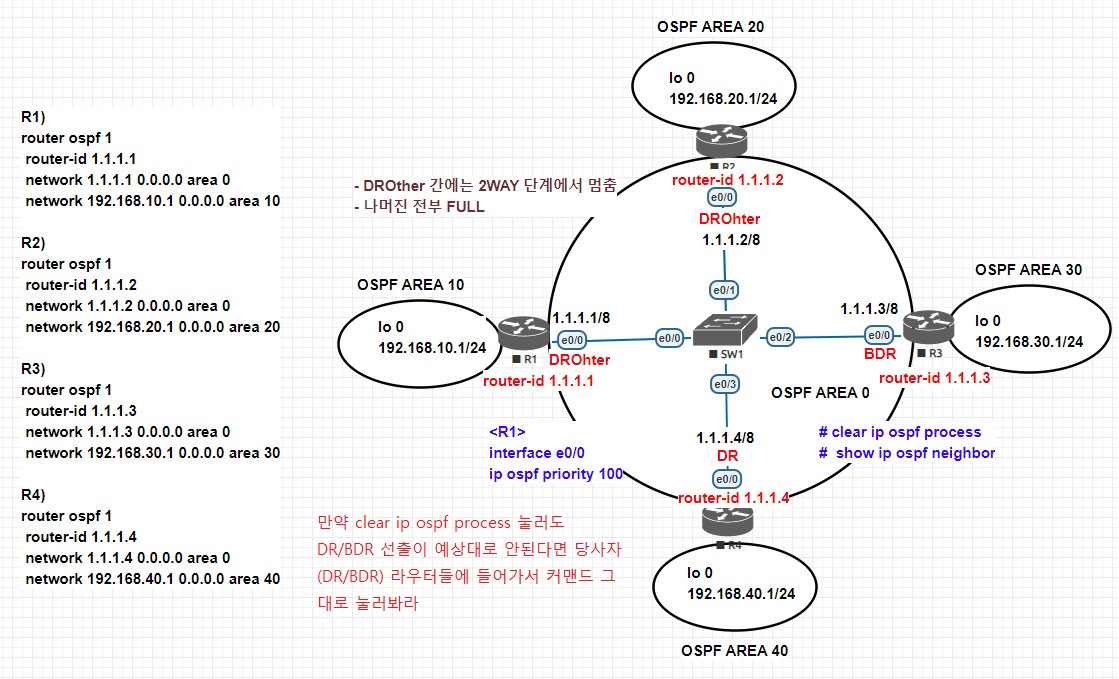 OSPF AREA 20
lo 0
192.168.20.1/24
R2
router-id 1.1.1.2
e0/0
DROhter
1.1.1.2/8
e0/1
R1)
router ospf 1
router-id 1.1.1.1
network 1.1.1.1 0.0.0.0 area 0
network 192.168.10.1 0.0.0.0 area 10
R2)
router ospf 1
router-id 1.1.1.2
network 1.1.1.2 0.0.0.0 area 0
network 192.168.20.1 0.0.0.0 area 20
R3)
router ospf 1
router-id 1.1.1.3
network 1.1.1.3 0.0.0.0 area 0
network 192.168.30.1 0.0.0.0 area 30
R4)
router ospf 1
router-id 1.1.1.4
network 1.1.1.4 0.0.0.0 area 0
network 192.168.40.1 0.0.0.0 area 40
- DROther 간에는 2WAY 단계에서 멈춤
- 나머진 전부 FULL
OSPF AREA 10
lo 0
192.168.10.1/24
R1
1.1.1.1/8
e0/0
DROhter
router-id 1.1.1.1
e0/0
SW1
e0/2
e0/3
OSPF AREA 30
lo 0
192.168.30.1/24
1.1.1.3/8
e0/0
BDR
R3
router-id 1.1.1.3
OSPF AREA 0
<R1>
interface e0/0
ip ospf priority 100
# clear ip ospf process
# show ip ospf neighbor
1.1.1.4/8
DR
e0/0
router-id 1.1.1.4
R4
lo 0
192.168.40.1/24
OSPF AREA 40
만약 clear ip ospf process 눌러도
DR/BDR 선출이 예상대로 안된다면 당사자
(DR/BDR) 라우터들에 들어가서 커맨드 그
대로 눌러봐라